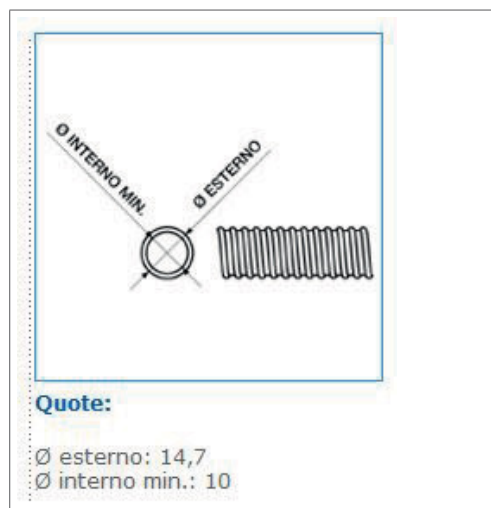 Ø INTERNO MIN.
Ø ESTERNO
Quote:
Ø esterno: 14,7
Ø interno min.: 10